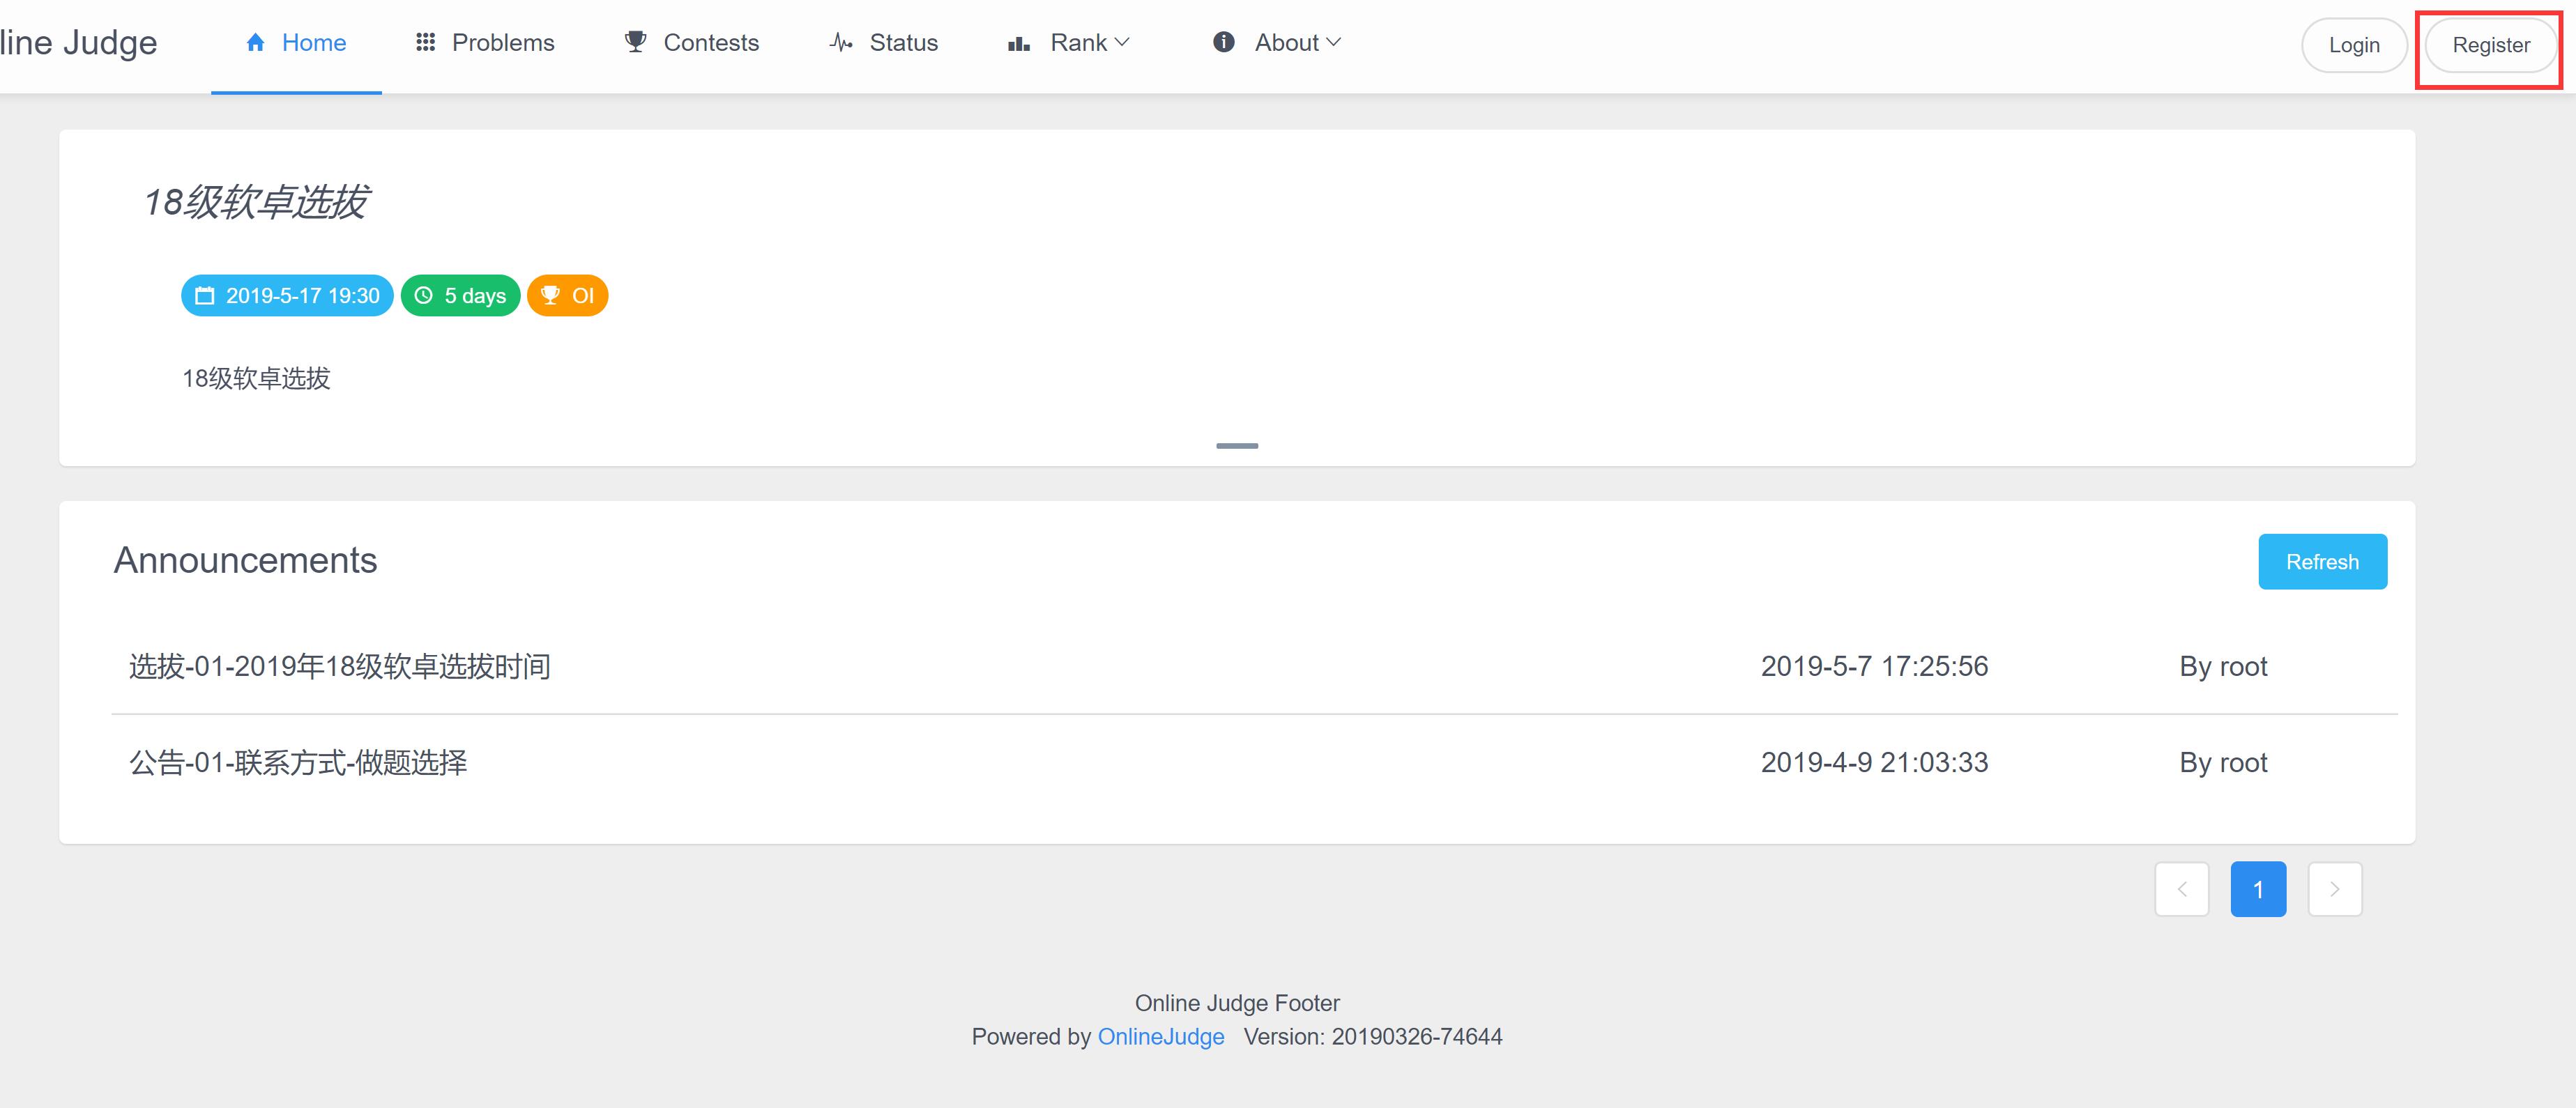 line Judge Home Problems Contests Status Rank About Login Register
18级软卓选拔
2019-5-17 19:30 5 days OI
18级软卓选拔
Announcements Refresh
选拔-01-2019年18级软卓选拔时间 2019-5-7 17:25:56 By root
公告-01-联系方式-做题选择 2019-4-9 21:03:33 By root
1
Online Judge Footer
Powered by OnlineJudge Version: 20190326-74644